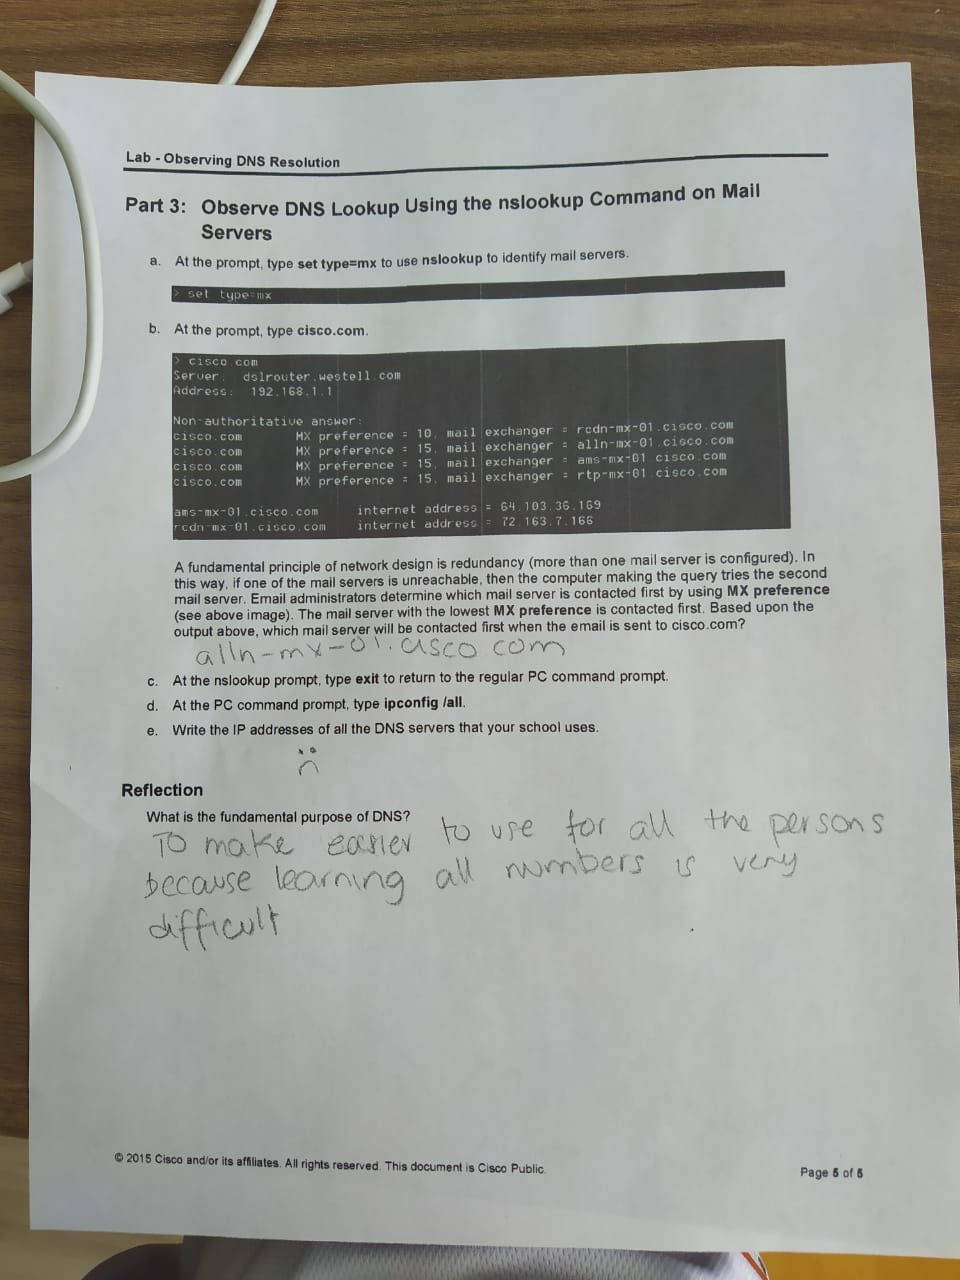 Lab - Observing DNS Resolution
Part 3: Observe DNS Lookup Using the nslookup Command on Mail
Servers
a. At the prompt, type set type=mx to use nslookup to identify mail servers.
> set type=mx
b. At the prompt, type cisco.com.
> cisco com
Server: dslrouter.westell.com
Address: 192.168.1.1
Non-authoritative answer:
cisco.com MX preference = 10, mail exchanger = rcdn-mx-01.cisco.com
cisco.com MX preference = 15, mail exchanger = alln-mx-01.cisco.com
cisco.com MX preference = 15, mail exchanger = ams-mx-01 cisco.com
cisco.com MX preference = 15, mail exchanger = rtp-mx-01 cisco.com
ams-mx-01.cisco.com internet address = 64.103.36.169
rcdn-mx-01.cisco.com internet address = 72.163.7.166
A fundamental principle of network design is redundancy (more than one mail server is configured). In
this way, if one of the mail servers is unreachable, then the computer making the query tries the second
mail server. Email administrators determine which mail server is contacted first by using MX preference
(see above image). The mail server with the lowest MX preference is contacted first. Based upon the
output above, which mail server will be contacted first when the email is sent to cisco.com?
alln-mx-01.cisco com
c. At the nslookup prompt, type exit to return to the regular PC command prompt.
d. At the PC command prompt, type ipconfig /all.
e. Write the IP addresses of all the DNS servers that your school uses.
Reflection
What is the fundamental purpose of DNS?
To make easier to use for all the persons
because learning all numbers is very
difficult
© 2015 Cisco and/or its affiliates. All rights reserved. This document is Cisco Public.
Page 5 of 5